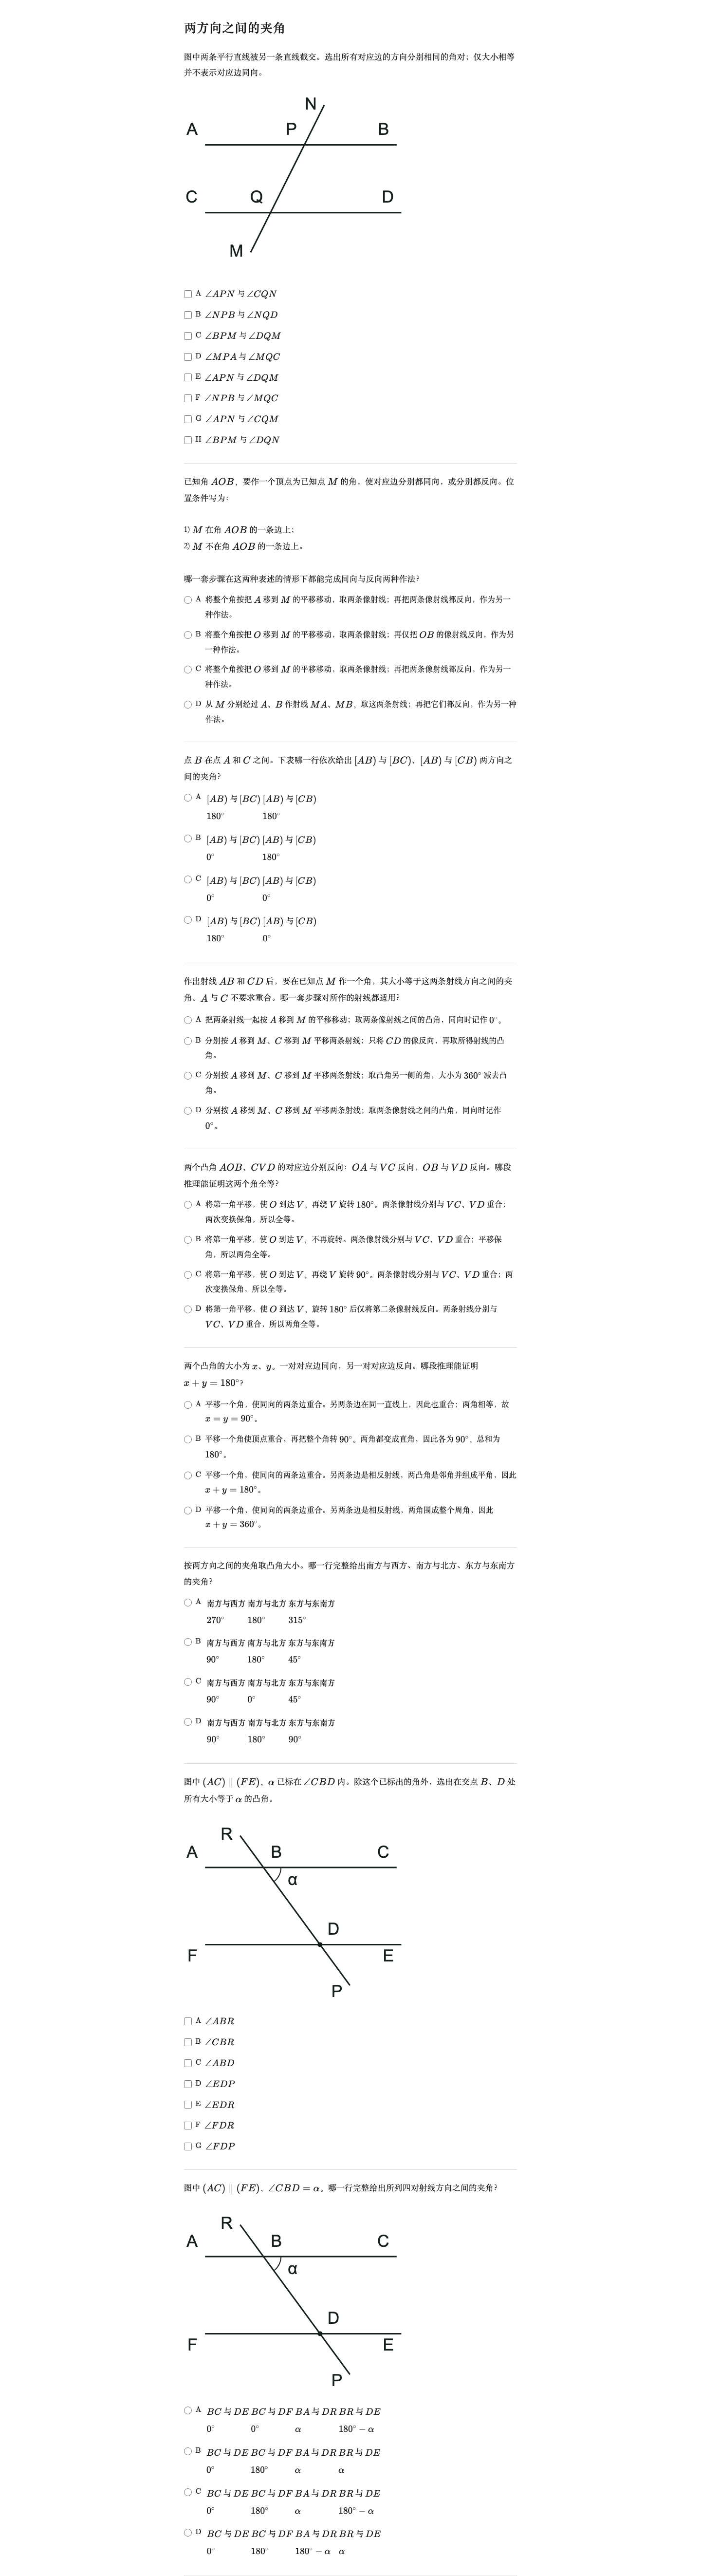 两方向之间的夹角
图中两条平行直线被另一条直线截交。选出所有对应边的方向分别相同的角对；仅大小相等
并不表示对应边同向。
N
A P B
C Q D
M
A ∠APN 与 ∠CQN
B ∠NPB 与 ∠NQD
C ∠BPM 与 ∠DQM
D ∠MPA 与 ∠MQC
E ∠APN 与 ∠DQM
F ∠NPB 与 ∠MQC
G ∠APN 与 ∠CQM
H ∠BPM 与 ∠DQN
已知角 AOB，要作一个顶点为已知点 M 的角，使对应边分别都同向，或分别都反向。位
置条件写为：
1) M 在角 AOB 的一条边上；
2) M 不在角 AOB 的一条边上。
哪一套步骤在这两种表述的情形下都能完成同向与反向两种作法？
A 将整个角按把 A 移到 M 的平移移动，取两条像射线；再把两条像射线都反向，作为另一
种作法。
B 将整个角按把 O 移到 M 的平移移动，取两条像射线；再仅把 OB 的像射线反向，作为另
一种作法。
C 将整个角按把 O 移到 M 的平移移动，取两条像射线；再把两条像射线都反向，作为另一
种作法。
D 从 M 分别经过 A、B 作射线 MA、MB，取这两条射线；再把它们都反向，作为另一种
作法。
点 B 在点 A 和 C 之间。下表哪一行依次给出 [AB) 与 [BC)、[AB) 与 [CB) 两方向之
间的夹角？
A [AB) 与 [BC) [AB) 与 [CB)
180° 180°
B [AB) 与 [BC) [AB) 与 [CB)
0° 180°
C [AB) 与 [BC) [AB) 与 [CB)
0° 0°
D [AB) 与 [BC) [AB) 与 [CB)
180° 0°
作出射线 AB 和 CD 后，要在已知点 M 作一个角，其大小等于这两条射线方向之间的夹
角。A 与 C 不要求重合。哪一套步骤对所作的射线都适用？
A 把两条射线一起按 A 移到 M 的平移移动；取两条像射线之间的凸角，同向时记作 0°。
B 分别按 A 移到 M、C 移到 M 平移两条射线；只将 CD 的像反向，再取所得射线的凸
角。
C 分别按 A 移到 M、C 移到 M 平移两条射线；取凸角另一侧的角，大小为 360° 减去凸
角。
D 分别按 A 移到 M、C 移到 M 平移两条射线；取两条像射线之间的凸角，同向时记作
0°。
两个凸角 AOB、CVD 的对应边分别反向：OA 与 VC 反向，OB 与 VD 反向。哪段
推理能证明这两个角全等？
A 将第一角平移，使 O 到达 V，再绕 V 旋转 180°。两条像射线分别与 VC、VD 重合；
两次变换保角，所以全等。
B 将第一角平移，使 O 到达 V，不再旋转。两条像射线分别与 VC、VD 重合；平移保
角，所以两角全等。
C 将第一角平移，使 O 到达 V，再绕 V 旋转 90°。两条像射线分别与 VC、VD 重合；两
次变换保角，所以全等。
D 将第一角平移，使 O 到达 V，旋转 180° 后仅将第二条像射线反向。两条射线分别与
VC、VD 重合，所以两角全等。
两个凸角的大小为 x、y。一对对应边同向，另一对对应边反向。哪段推理能证明
x + y = 180°？
A 平移一个角，使同向的两条边重合。另两条边在同一直线上，因此也重合；两角相等，故
x = y = 90°。
B 平移一个角使顶点重合，再把整个角转 90°。两角都变成直角，因此各为 90°，总和为
180°。
C 平移一个角，使同向的两条边重合。另两条边是相反射线，两凸角是邻角并组成平角，因此
x + y = 180°。
D 平移一个角，使同向的两条边重合。另两条边是相反射线，两角围成整个周角，因此
x + y = 360°。
按两方向之间的夹角取凸角大小。哪一行完整给出南方与西方、南方与北方、东方与东南方
的夹角？
A 南方与西方 南方与北方 东方与东南方
270° 180° 315°
B 南方与西方 南方与北方 东方与东南方
90° 180° 45°
C 南方与西方 南方与北方 东方与东南方
90° 0° 45°
D 南方与西方 南方与北方 东方与东南方
90° 180° 90°
图中 (AC) ∥ (FE)，α 已标在 ∠CBD 内。除这个已标出的角外，选出在交点 B、D 处
所有大小等于 α 的凸角。
R
A B C
α
D
F E
P
A ∠ABR
B ∠CBR
C ∠ABD
D ∠EDP
E ∠EDR
F ∠FDR
G ∠FDP
图中 (AC) ∥ (FE)，∠CBD = α。哪一行完整给出所列四对射线方向之间的夹角？
R
A B C
α
D
F E
P
A BC 与 DE BC 与 DF BA 与 DR BR 与 DE
0° 0° α 180° − α
B BC 与 DE BC 与 DF BA 与 DR BR 与 DE
0° 180° α α
C BC 与 DE BC 与 DF BA 与 DR BR 与 DE
0° 180° α 180° − α
D BC 与 DE BC 与 DF BA 与 DR BR 与 DE
0° 180° 180° − α α